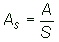 Aₛ = A/S